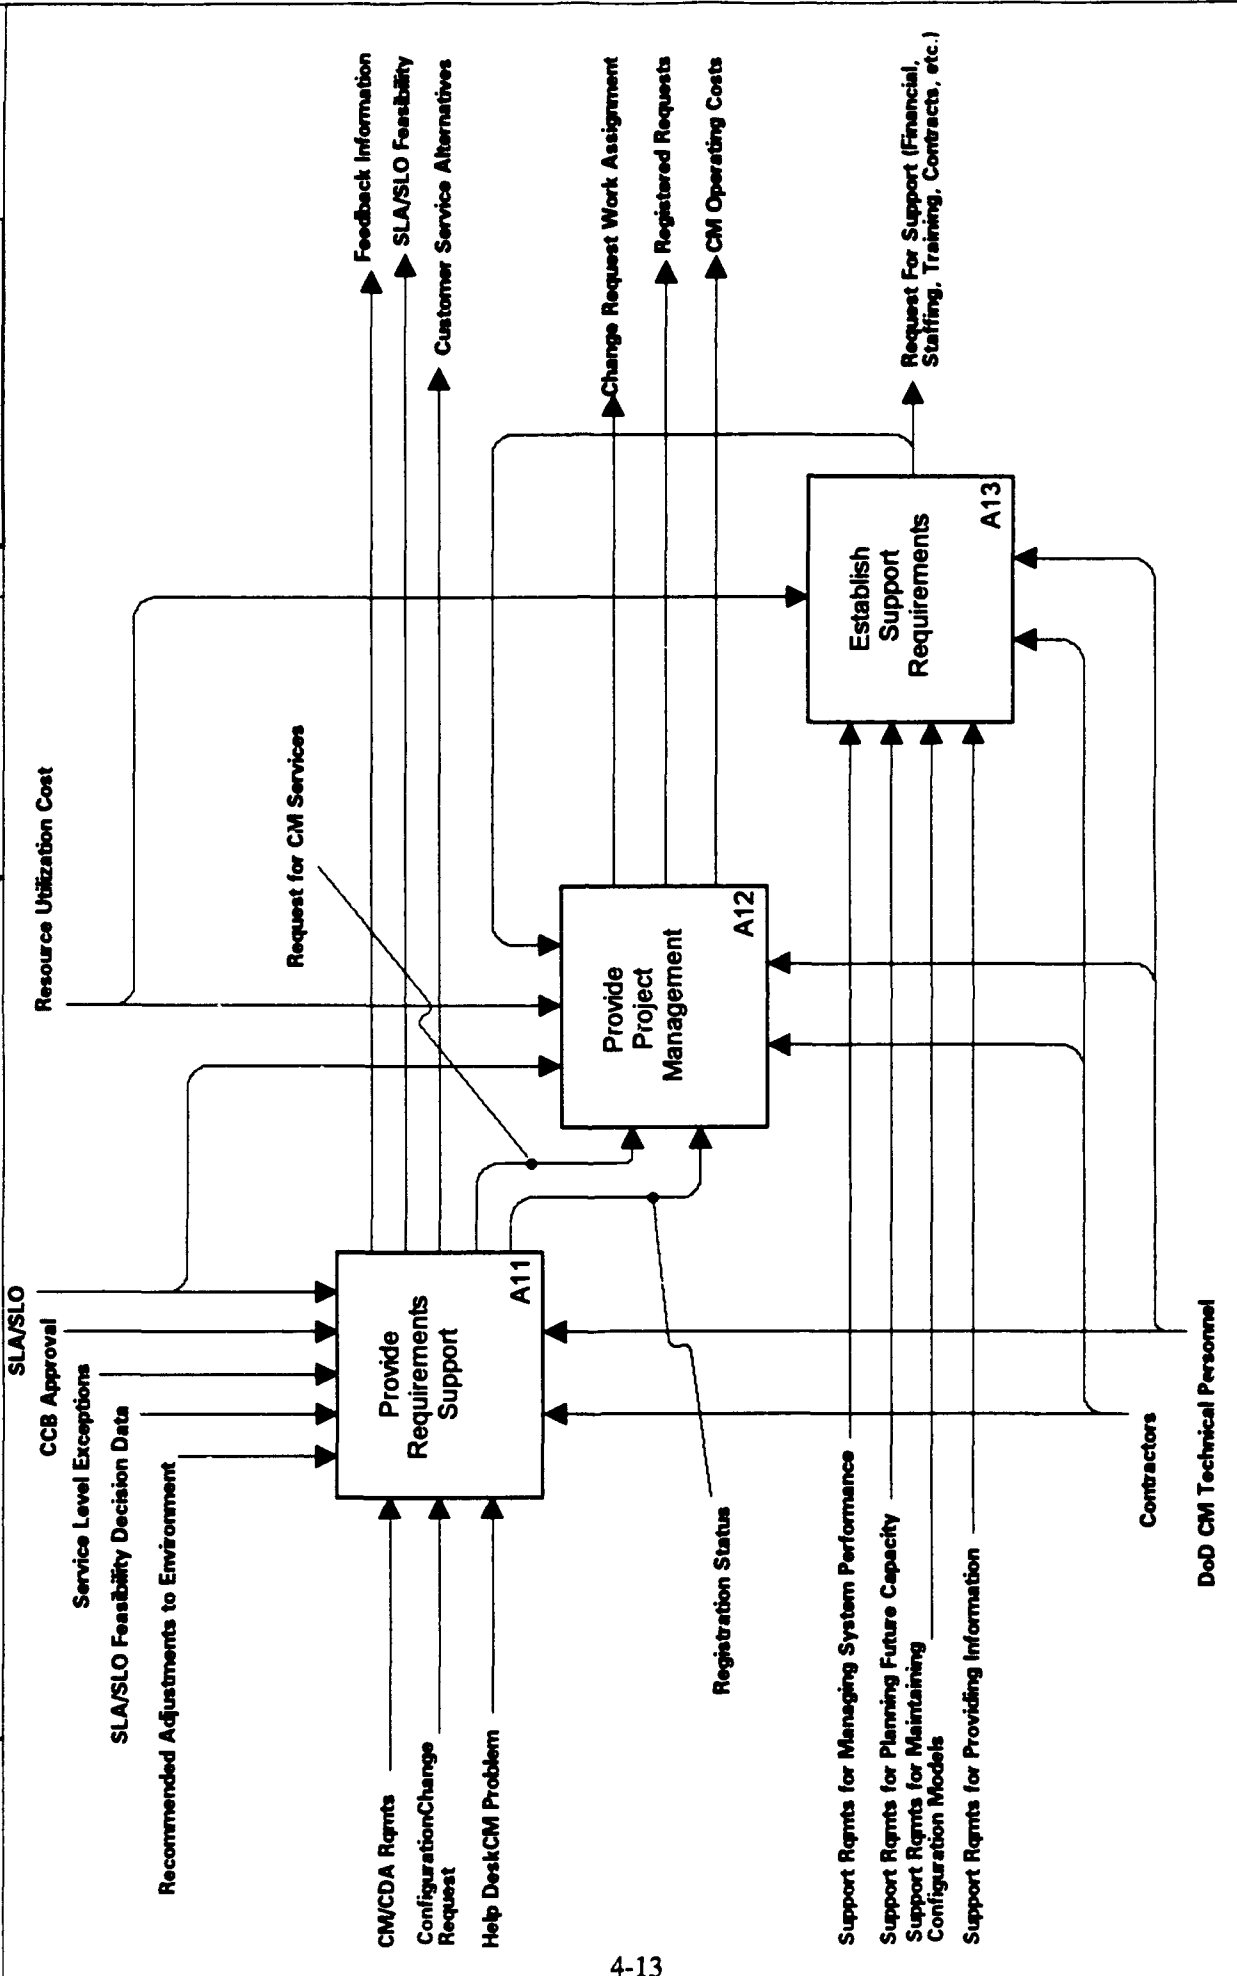 SLA/SLO
CCB Approval
Service Level Exceptions
SLA/SLO Feasibility Decision Data
Recommended Adjustments to Environment
Resource Utilization Cost
Request for CM Services
Feedback Information
SLA/SLO Feasibility
Customer Service Alternatives
CM/CDA Rqmts
ConfigurationChange
Request
Help DeskCM Problem
Provide
Requirements
Support
A11
Registration Status
Provide
Project
Management
A12
Change Request Work Assignment
Registered Requests
CM Operating Costs
Support Rqmts for Managing System Performance
Support Rqmts for Planning Future Capacity
Support Rqmts for Maintaining
Configuration Models
Support Rqmts for Providing Information
Establish
Support
Requirements
A13
Request For Support (Financial,
Staffing, Training, Contracts, etc.)
Contractors
DoD CM Technical Personnel
4-13